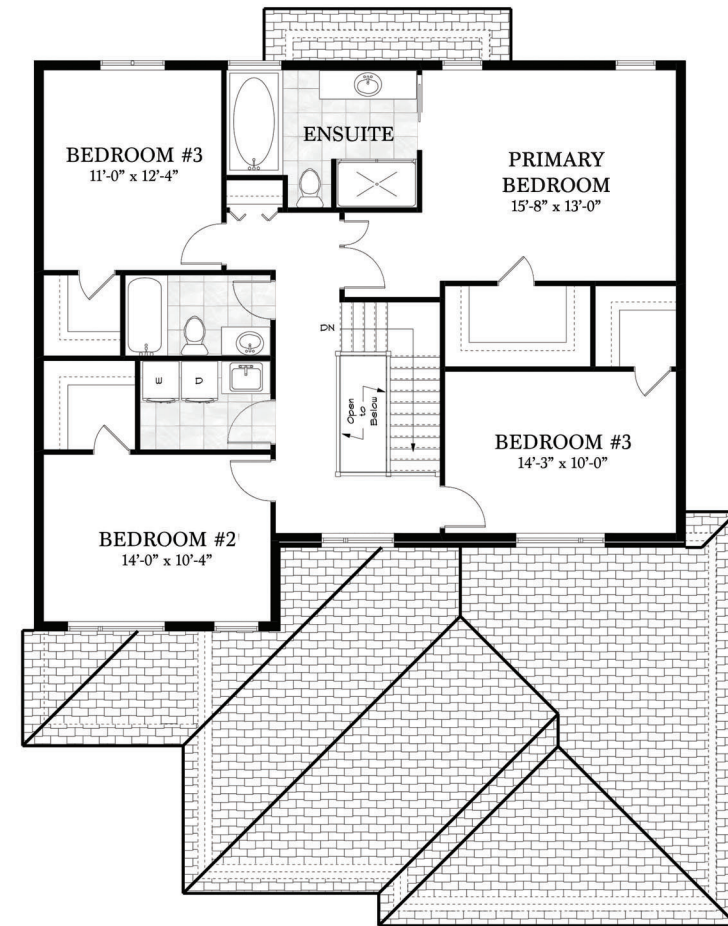 ENSUITE
BEDROOM #3
11'-0" x 12'-4"
PRIMARY
BEDROOM
15'-8" x 13'-0"
DN
W
D
Open
to
Below
BEDROOM #3
14'-3" x 10'-0"
BEDROOM #2
14'-0" x 10'-4"